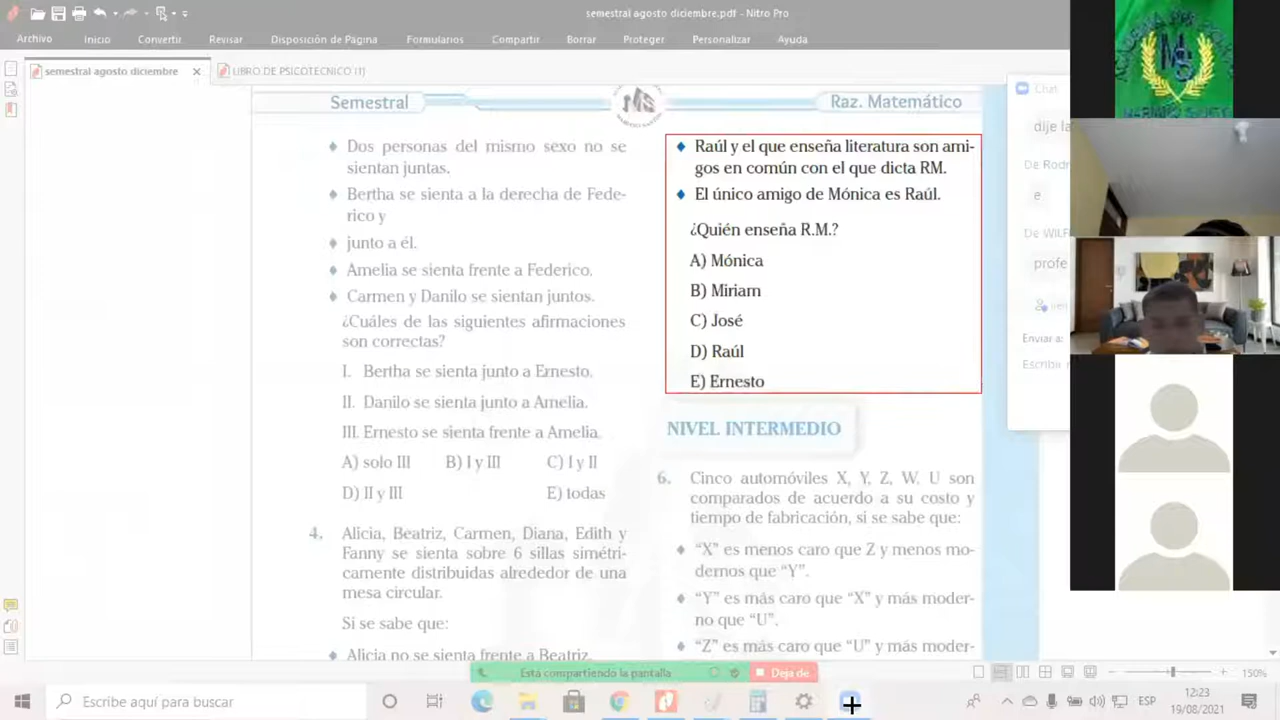 semestral agosto diciembre.pdf - Nitro Pro
Archivo Inicio Convertir Revisar Disposición de Página Formularios Compartir Borrar Proteger Personalizar Ayuda
semestral agosto diciembre
LIBRO DE PSICOTECNICO (1)
Semestral
Raz. Matemático
Dos personas del mismo sexo no se
sientan juntas.
Bertha se sienta a la derecha de Fede-
rico y
junto a él.
Amelia se sienta frente a Federico.
Carmen y Danilo se sientan juntos.
¿Cuáles de las siguientes afirmaciones
son correctas?
I. Bertha se sienta junto a Ernesto.
II. Danilo se sienta junto a Amelia.
III. Ernesto se sienta frente a Amelia.
A) solo III B) I y III C) I y II
D) II y III E) todas
4. Alicia, Beatriz, Carmen, Diana, Edith y
Fanny se sienta sobre 6 sillas simétri-
camente distribuidas alrededor de una
mesa circular.
Si se sabe que:
Alicia no se sienta frente a Beatriz.
Raúl y el que enseña literatura son ami-
gos en común con el que dicta RM.
El único amigo de Mónica es Raúl.
¿Quién enseña R.M.?
A) Mónica
B) Miriam
C) José
D) Raúl
E) Ernesto
NIVEL INTERMEDIO
6. Cinco automóviles X, Y, Z, W, U son
comparados de acuerdo a su costo y
tiempo de fabricación, si se sabe que:
"X" es menos caro que Z y menos mo-
dernos que "Y".
"Y" es más caro que "X" y más moder-
no que "U".
"Z" es más caro que "U" y más moder-
Chat
dije la
De Rodr
e
De WILF
profe
Enviar a:
Escribir
Está compartiendo la pantalla
Deja de
150%
Escribe aquí para buscar
ESP
12:23
19/08/2021